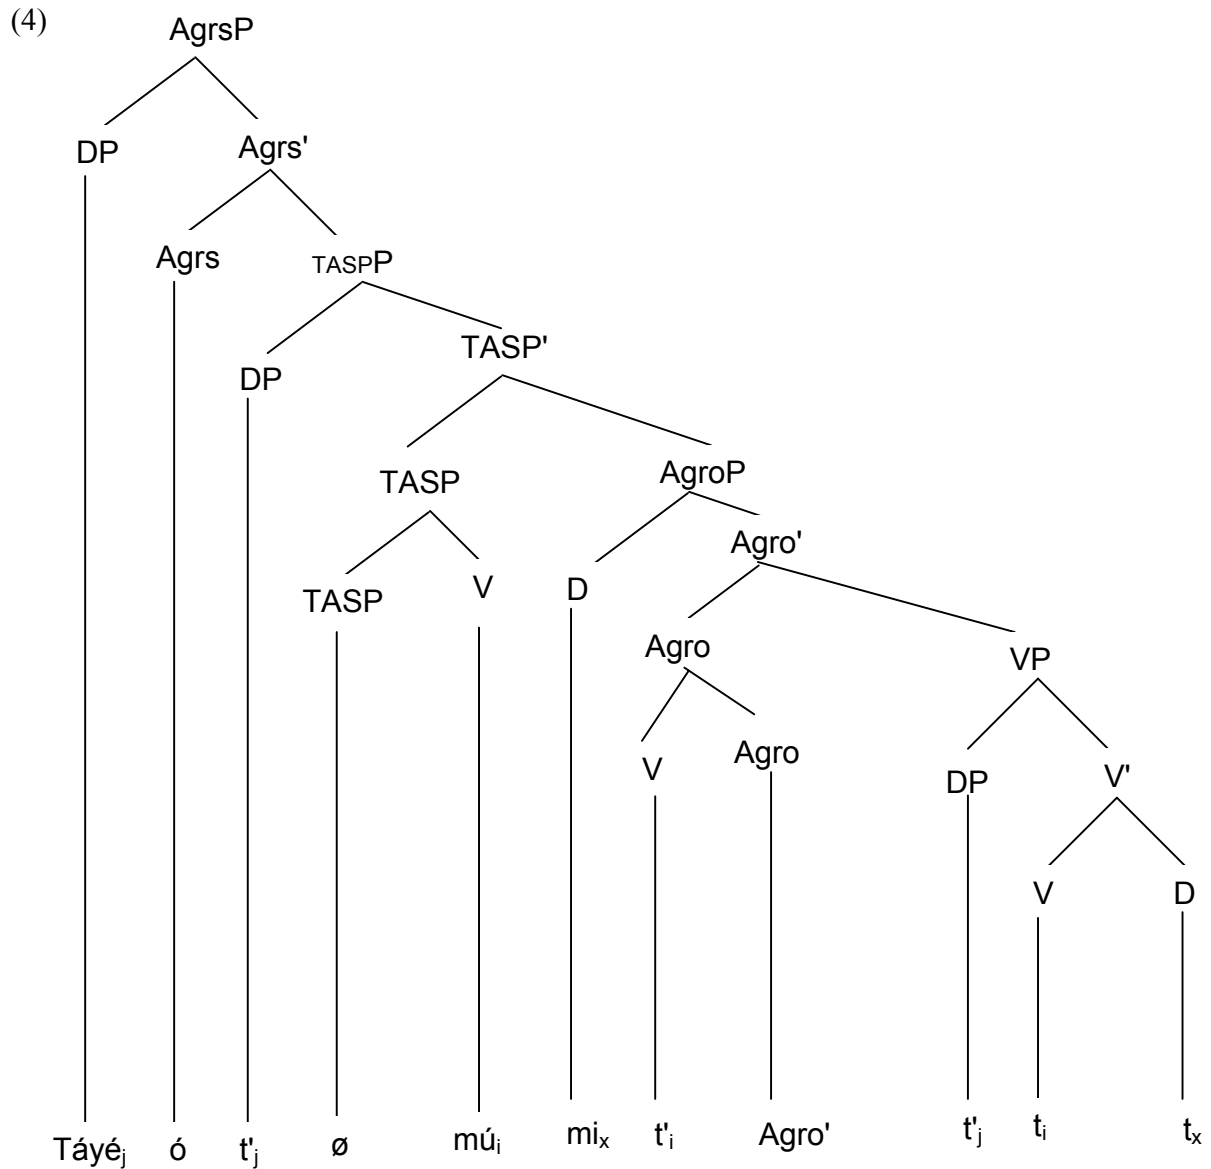 (4)
AgrsP
DP Agrs'
Agrs TASPP
DP TASP'
TASP AgroP
TASP V D Agro'
Agro VP
V Agro DP V'
V D
Táyéj ó t'j ø múi mix t'i Agro' t'j ti tx